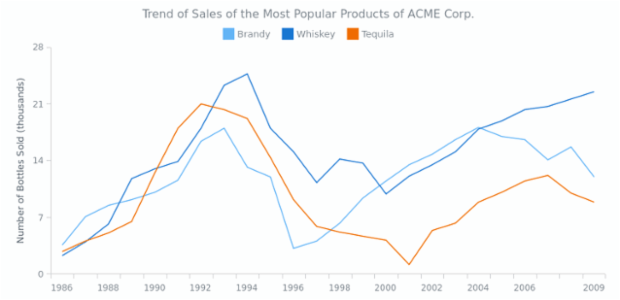 Trend of Sales of the Most Popular Products of ACME Corp.
Brandy Whiskey Tequila
Number of Bottles Sold (thousands)
28
21
14
7
0
1986 1988 1990 1992 1994 1996 1998 2000 2002 2004 2006 2009